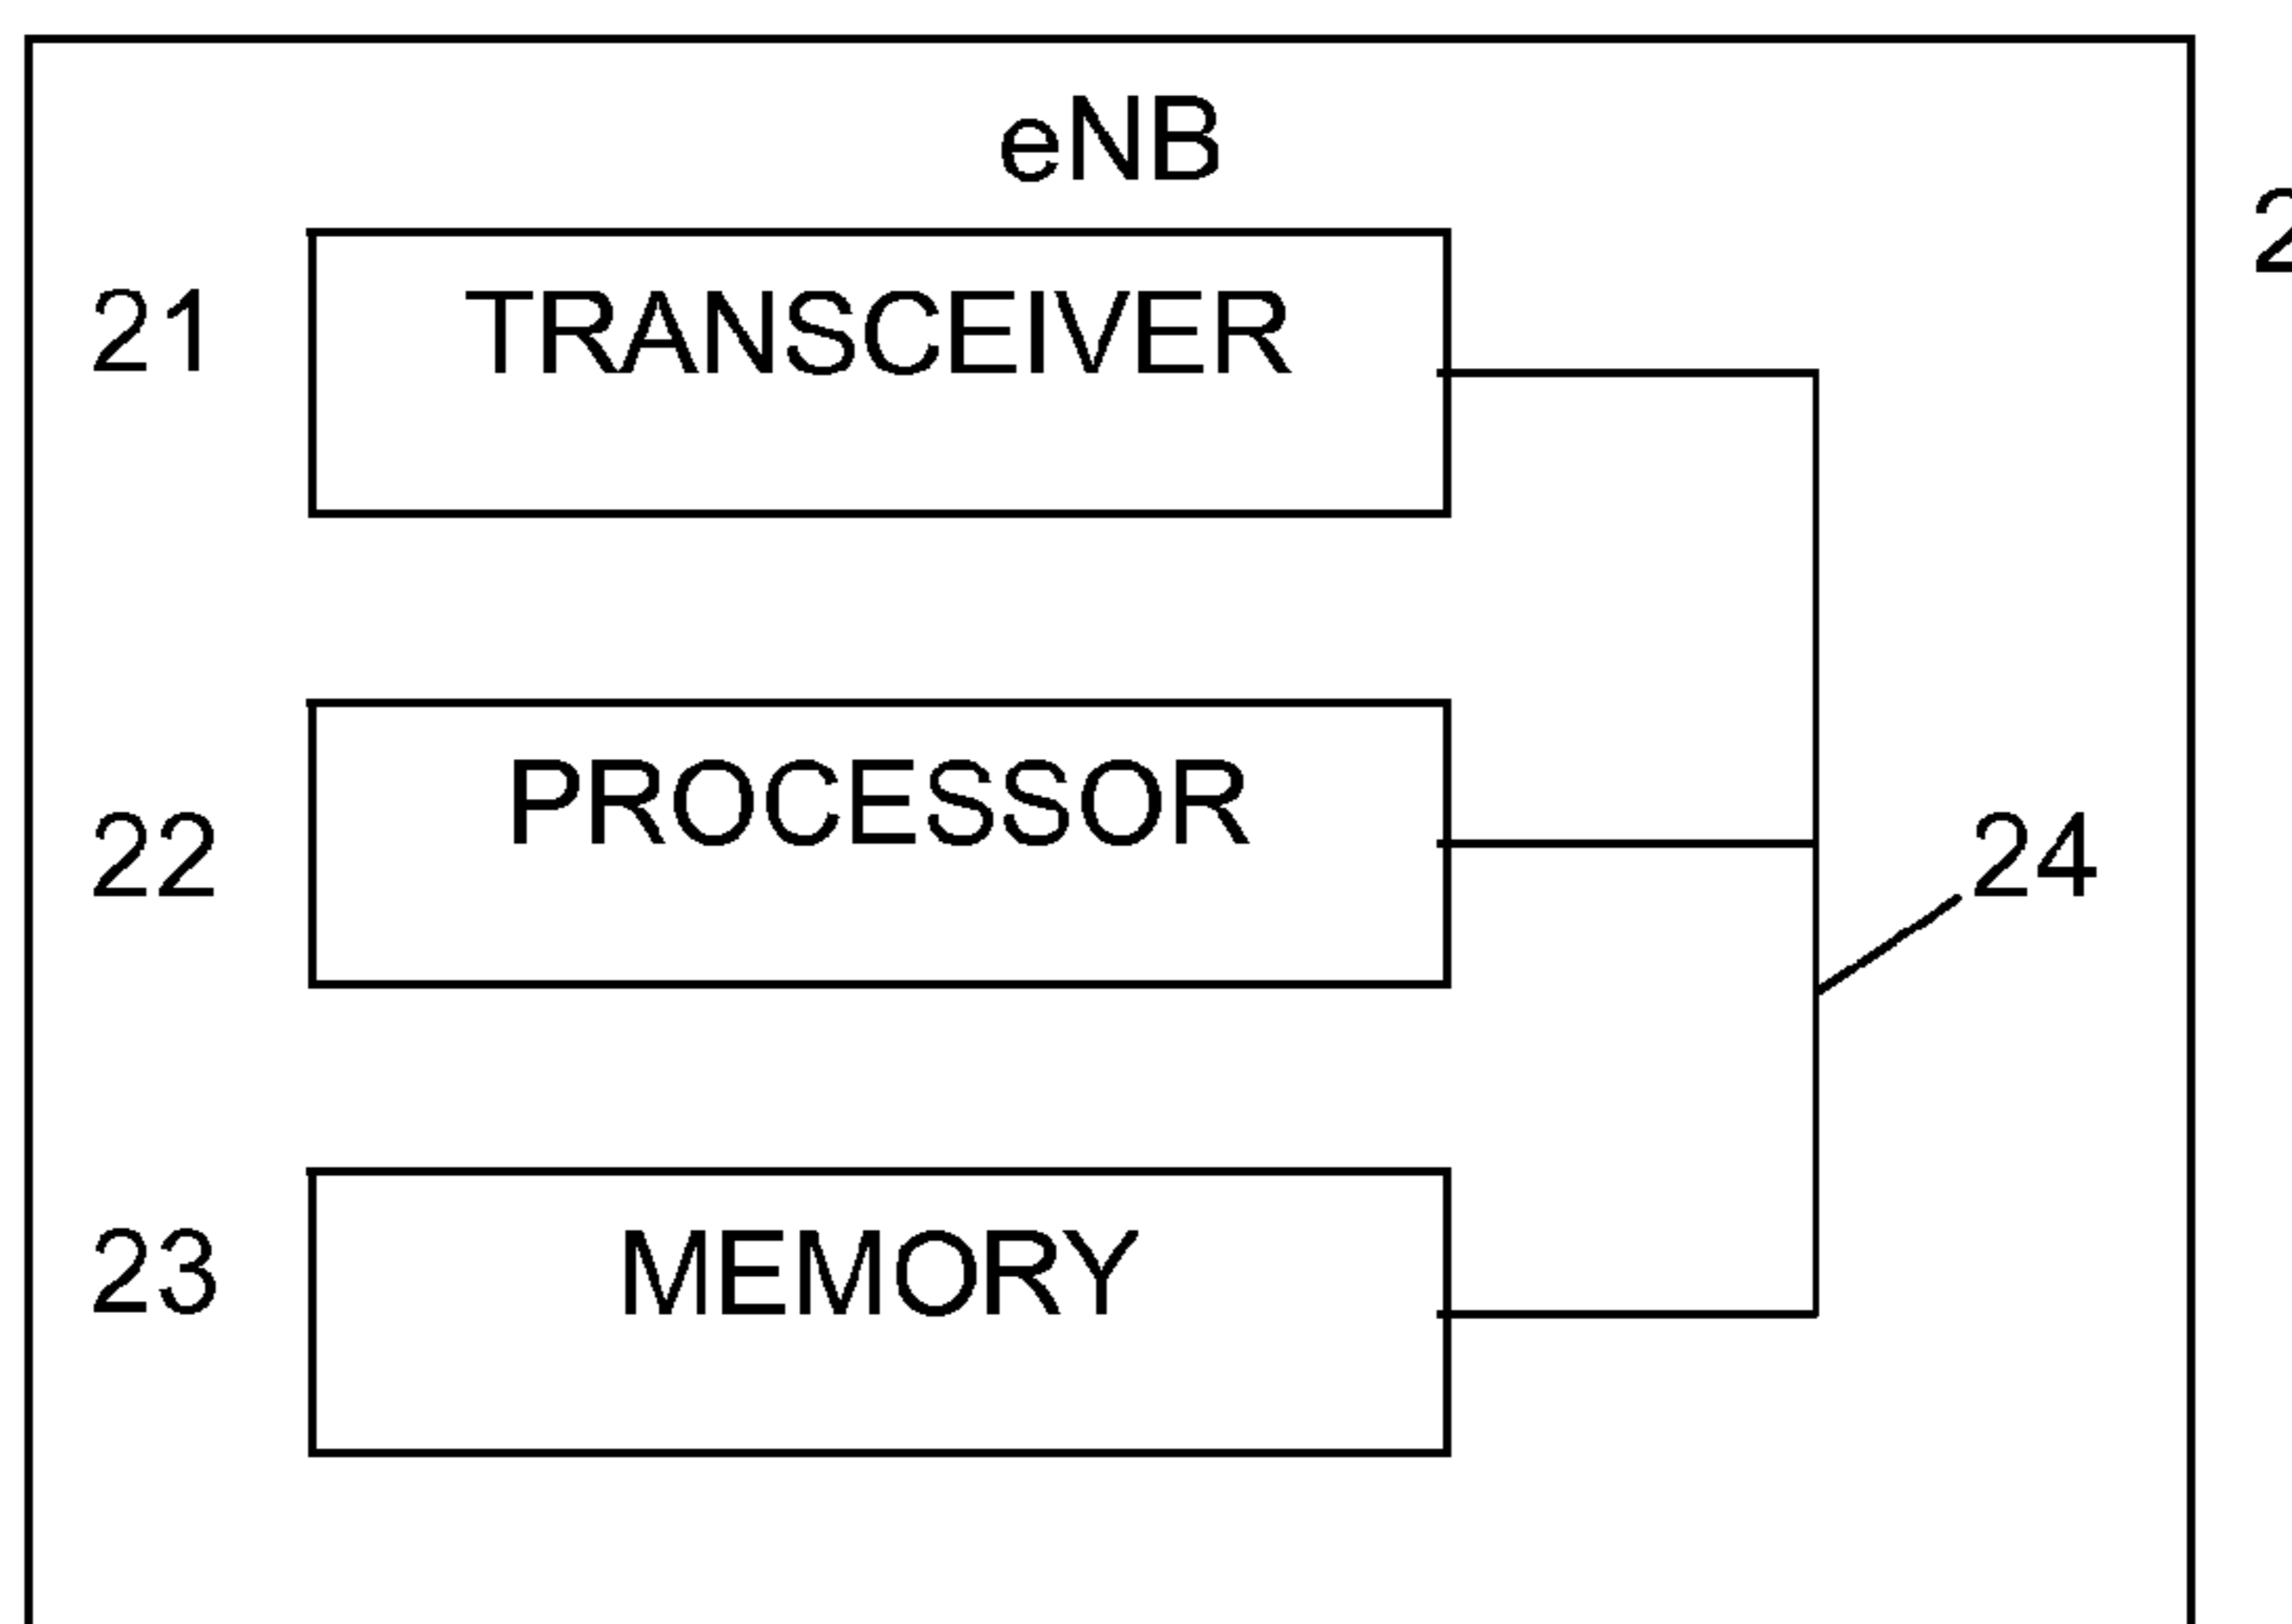 eNB
21 TRANSCEIVER
22 PROCESSOR
24
23 MEMORY